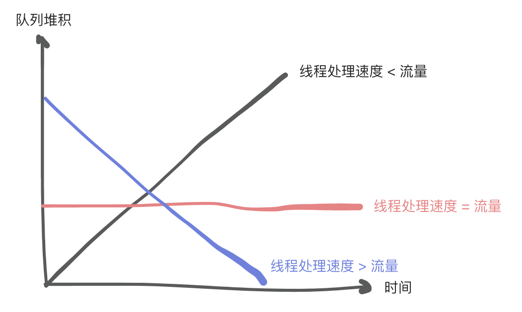 队列堆积
线程处理速度 < 流量
线程处理速度 = 流量
线程处理速度 > 流量
时间